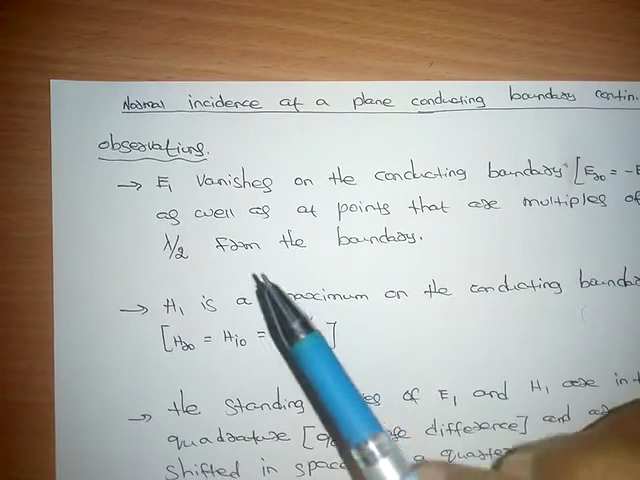 Normal incidence at a plane conducting boundary contin.
observations.
→ E₁ vanishes on the conducting boundary [E₂₀ = -E
as well as at points that are multiples of
λ/2 from the boundary.
→ H₁ is a maximum on the conducting bounda
[H₂₀ = Hᵢ₀ = ]
→ the standing of E₁ and H₁ are in t
quadrature [ difference] and
shifted in space a quarter